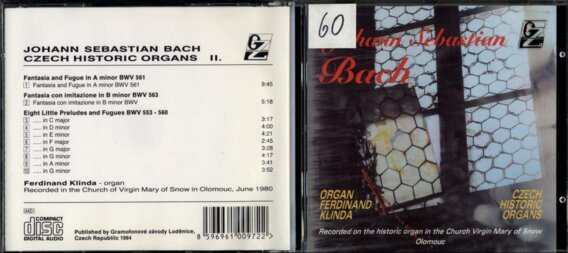 JOHANN SEBASTIAN BACH
CZECH HISTORIC ORGANS II.
GZ
Fantasia and Fugue in A minor BWV 561
1 Fantasia and Fugue in A minor BWV 561 9:45
Fantasia con imitazione in B minor BWV 563
2 Fantasia con imitazione in B minor BWV 5:18
Eight Little Preludes and Fugues BWV 553 - 560
3 ..... in C major 3:17
4 ..... in D minor 4:00
5 ..... in E minor 4:21
6 ..... in F major 2:45
7 ..... in G major 3:28
8 ..... in G minor 4:17
9 ..... in A minor 3:41
10 ..... in G minor 3:52
Ferdinand Klinda - organ
Recorded in the Church of Virgin Mary of Snow in Olomouc, June 1980
AAD
COMPACT
disc
DIGITAL AUDIO
Published by Gramofonové závody Loděnice,
Czech Republlic 1994
8 596961 009722
60
Johann Sebastian
Bach
GZ
ORGAN
FERDINAND
KLINDA
CZECH
HISTORIC
ORGANS
Recorded on the historic organ in the Church Virgin Mary of Snow
Olomouc